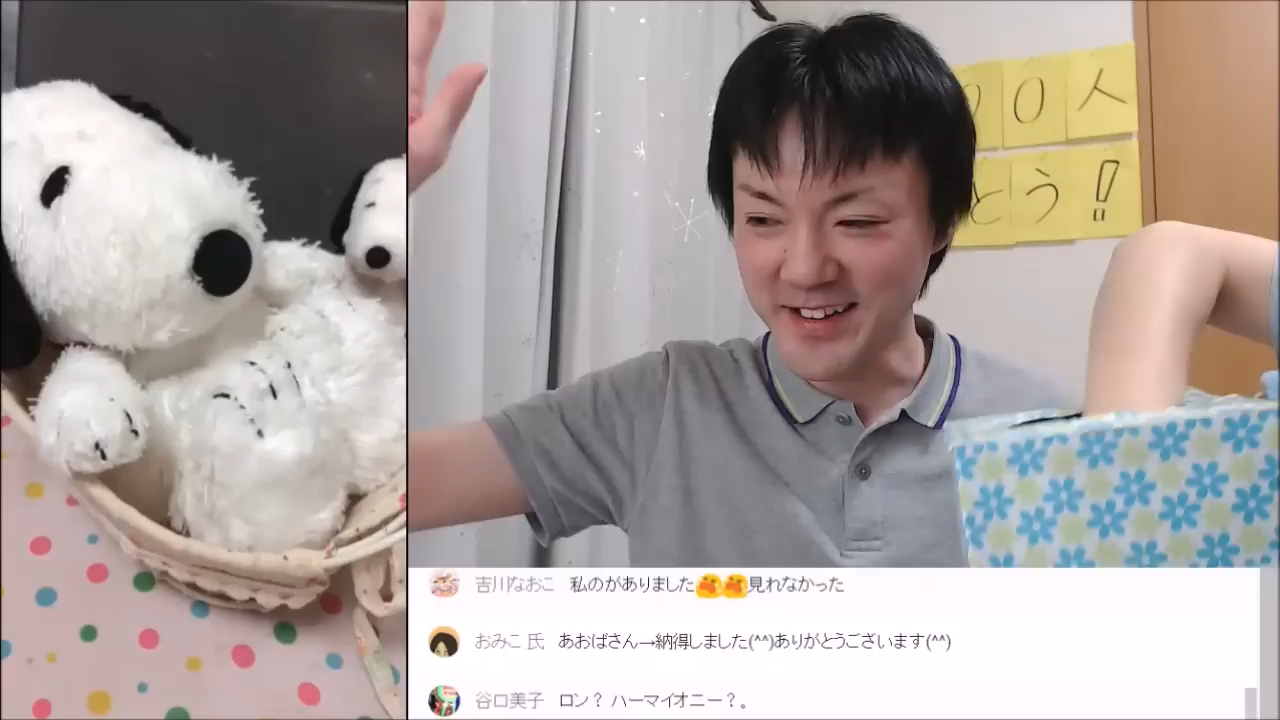 00人
とう!
吉川なおこ 私のがありました😱😱見れなかった
おみこ 氏 あおばさん→納得しました(^^)ありがとうございます(^^)
谷口美子 ロン？ ハーマイオニー？。